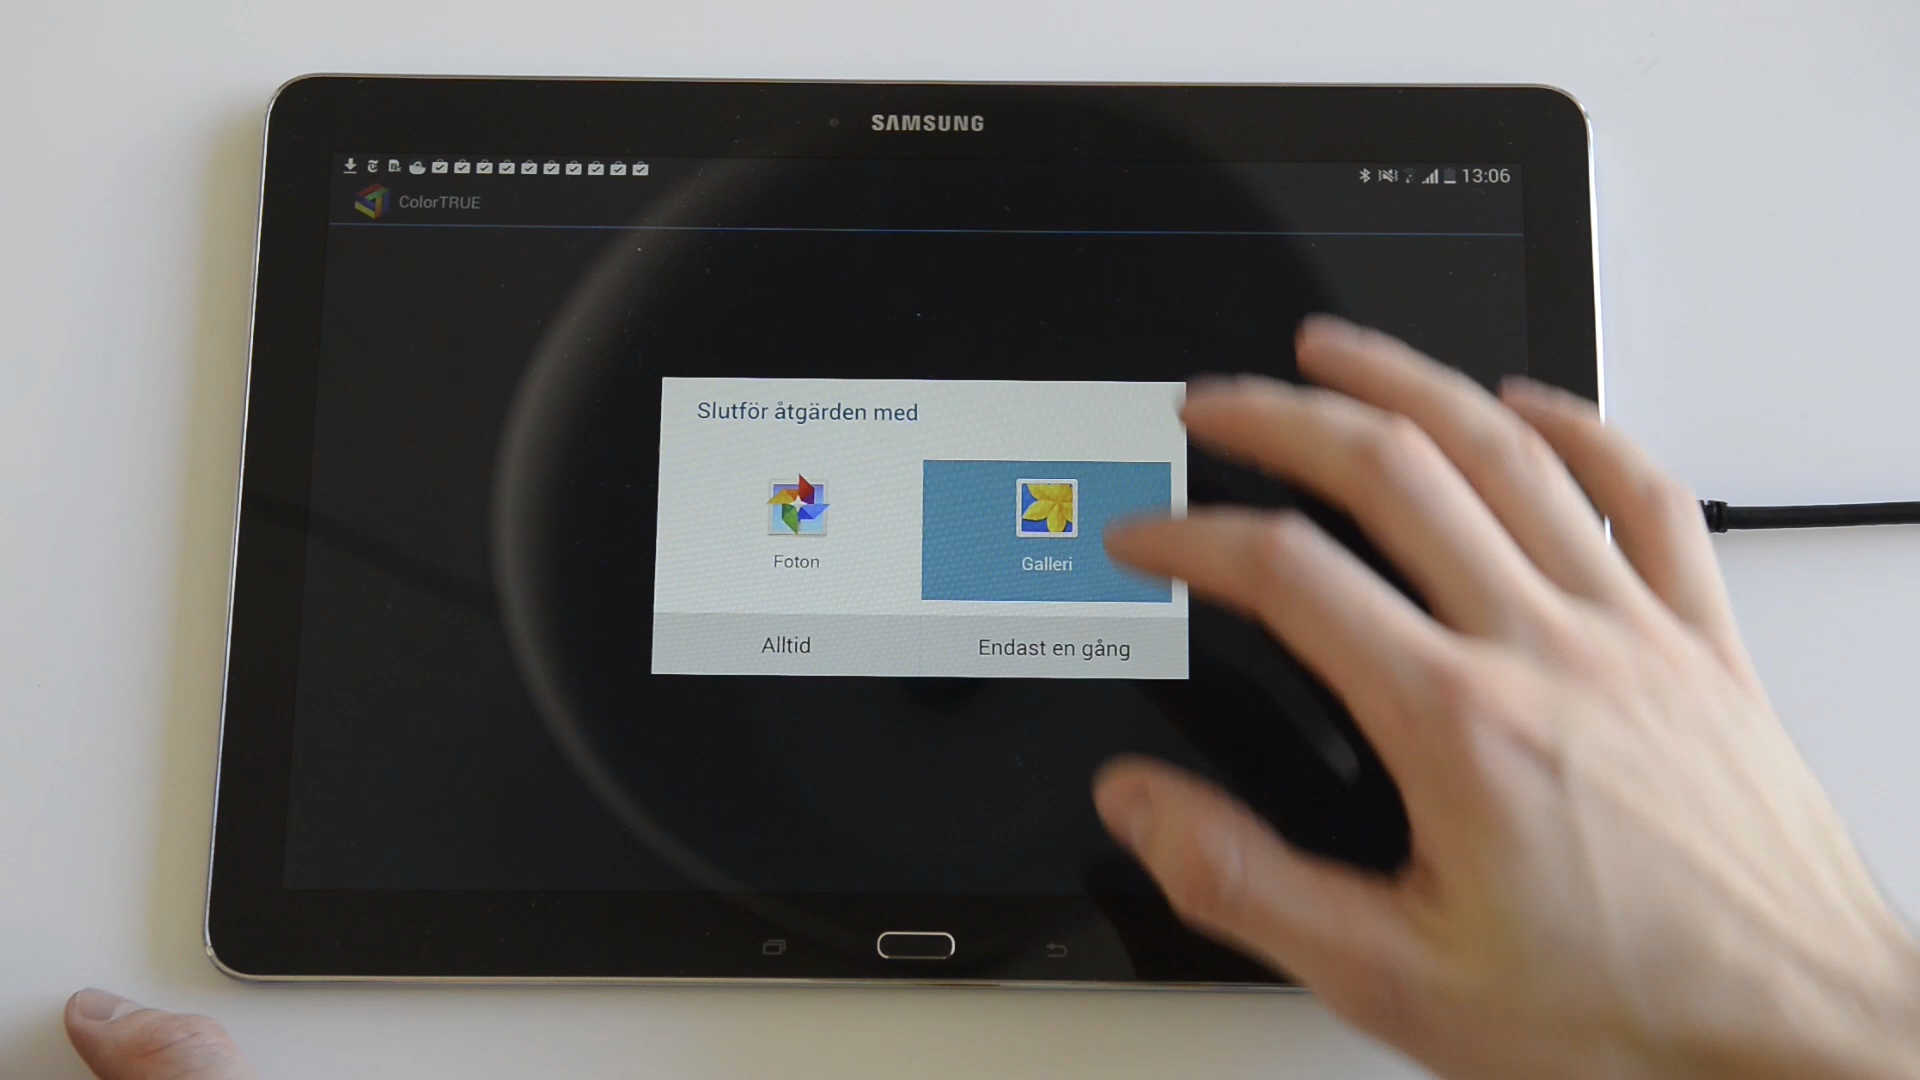 SAMSUNG
13:06
ColorTRUE
Slutför åtgärden med
Foton
Galleri
Alltid
Endast en gång